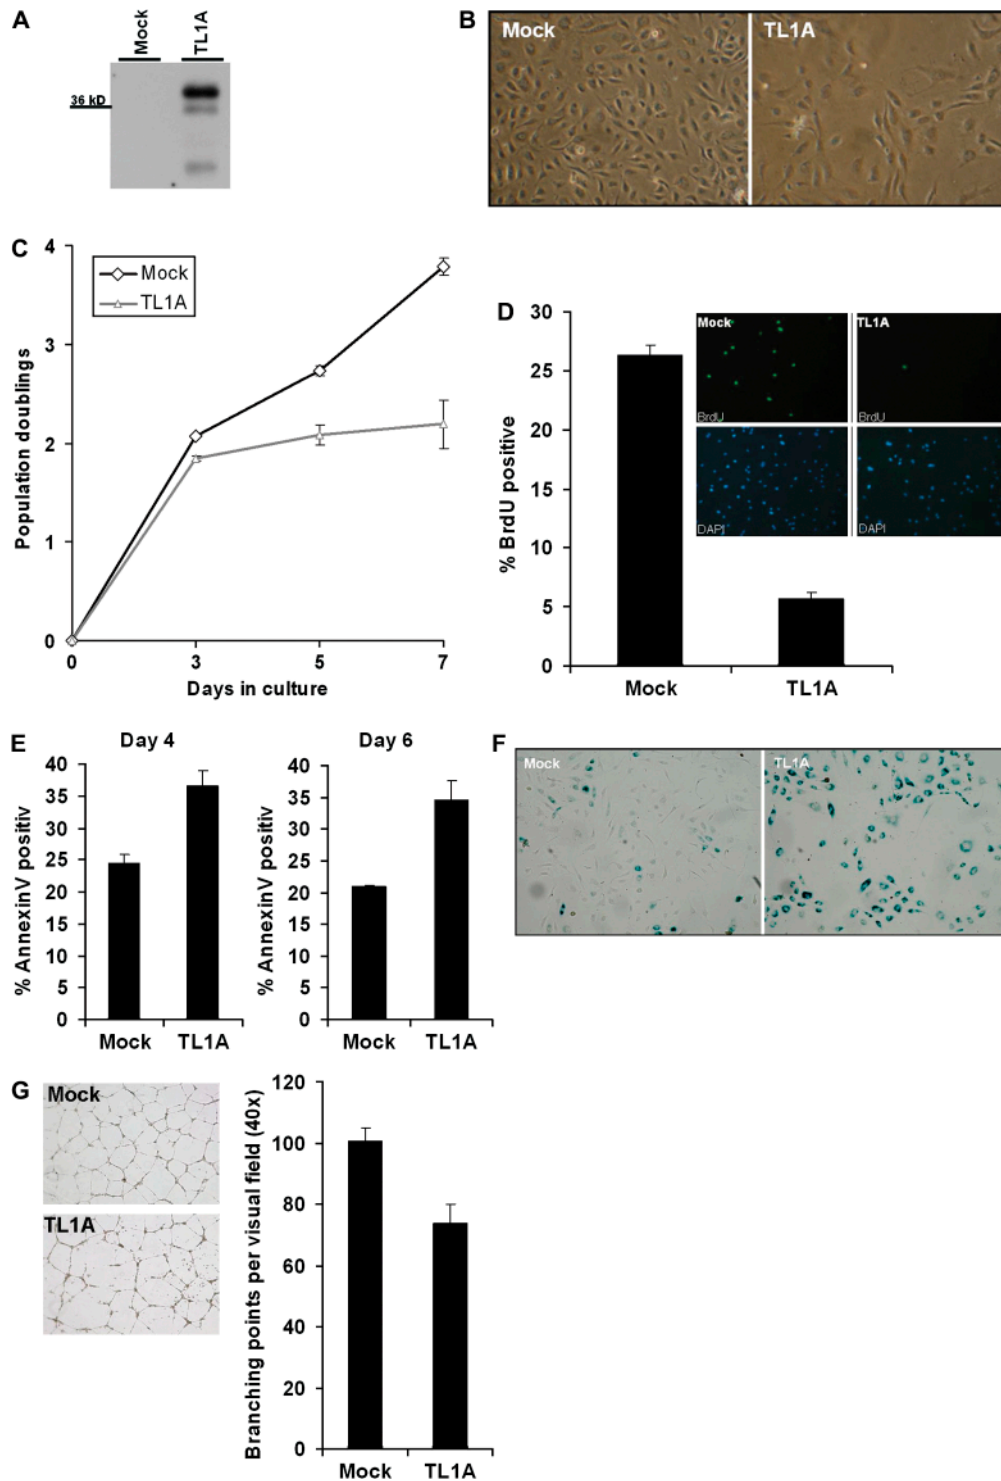 A
Mock
TL1A
36 kD
B
Mock
TL1A
C
4
3
2
1
0
Mock
TL1A
Population doublings
0 3 5 7
Days in culture
D
30
25
20
15
10
5
0
% BrdU positive
Mock
TL1A
BrdU
BrdU
DAPI
DAPI
Mock TL1A
E
Day 4
40
35
30
25
20
15
10
5
0
% AnnexinV positiv
Mock TL1A
Day 6
40
35
30
25
20
15
10
5
0
% AnnexinV positiv
Mock TL1A
F
Mock
TL1A
G
Mock
TL1A
120
100
80
60
40
20
0
Branching points per visual field (40x)
Mock TL1A